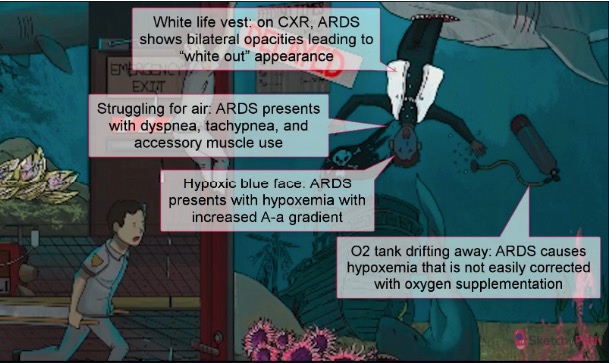 White life vest: on CXR, ARDS
shows bilateral opacities leading to
"white out" appearance
EMERGENCY
EXIT
Struggling for air: ARDS presents
with dyspnea, tachypnea, and
accessory muscle use
Hypoxic blue face: ARDS
presents with hypoxemia with
increased A-a gradient
O2 tank drifting away: ARDS causes
hypoxemia that is not easily corrected
with oxygen supplementation